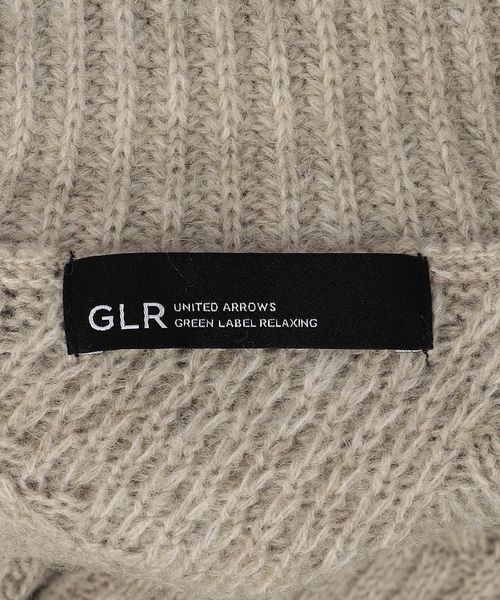 GLR
UNITED ARROWS
GREEN LABEL RELAXING